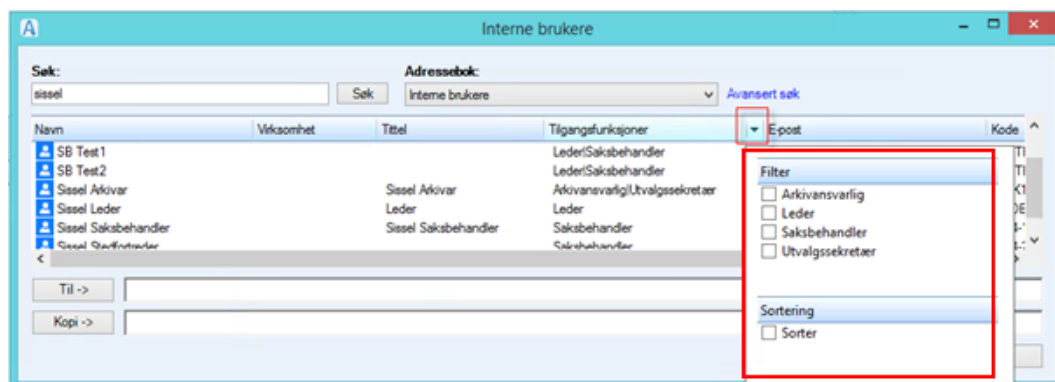 A Interne brukere
Søk: Adressebok:
sissel Søk Interne brukere Avansert søk
Navn Virksomhet Tittel Tilgangsfunksjoner E-post Kode
SB Test1 Leder|Saksbehandler
SB Test2 Leder|Saksbehandler
Sissel Arkivar Sissel Arkivar Arkivansvarlig|Utvalgssekretær
Sissel Leder Leder Leder
Sissel Saksbehandler Sissel Saksbehandler Saksbehandler
Sissel Stedfortreder Saksbehandler
Filter
Arkivansvarlig
Leder
Saksbehandler
Utvalgssekretær
Sortering
Sorter
Til ->
Kopi ->